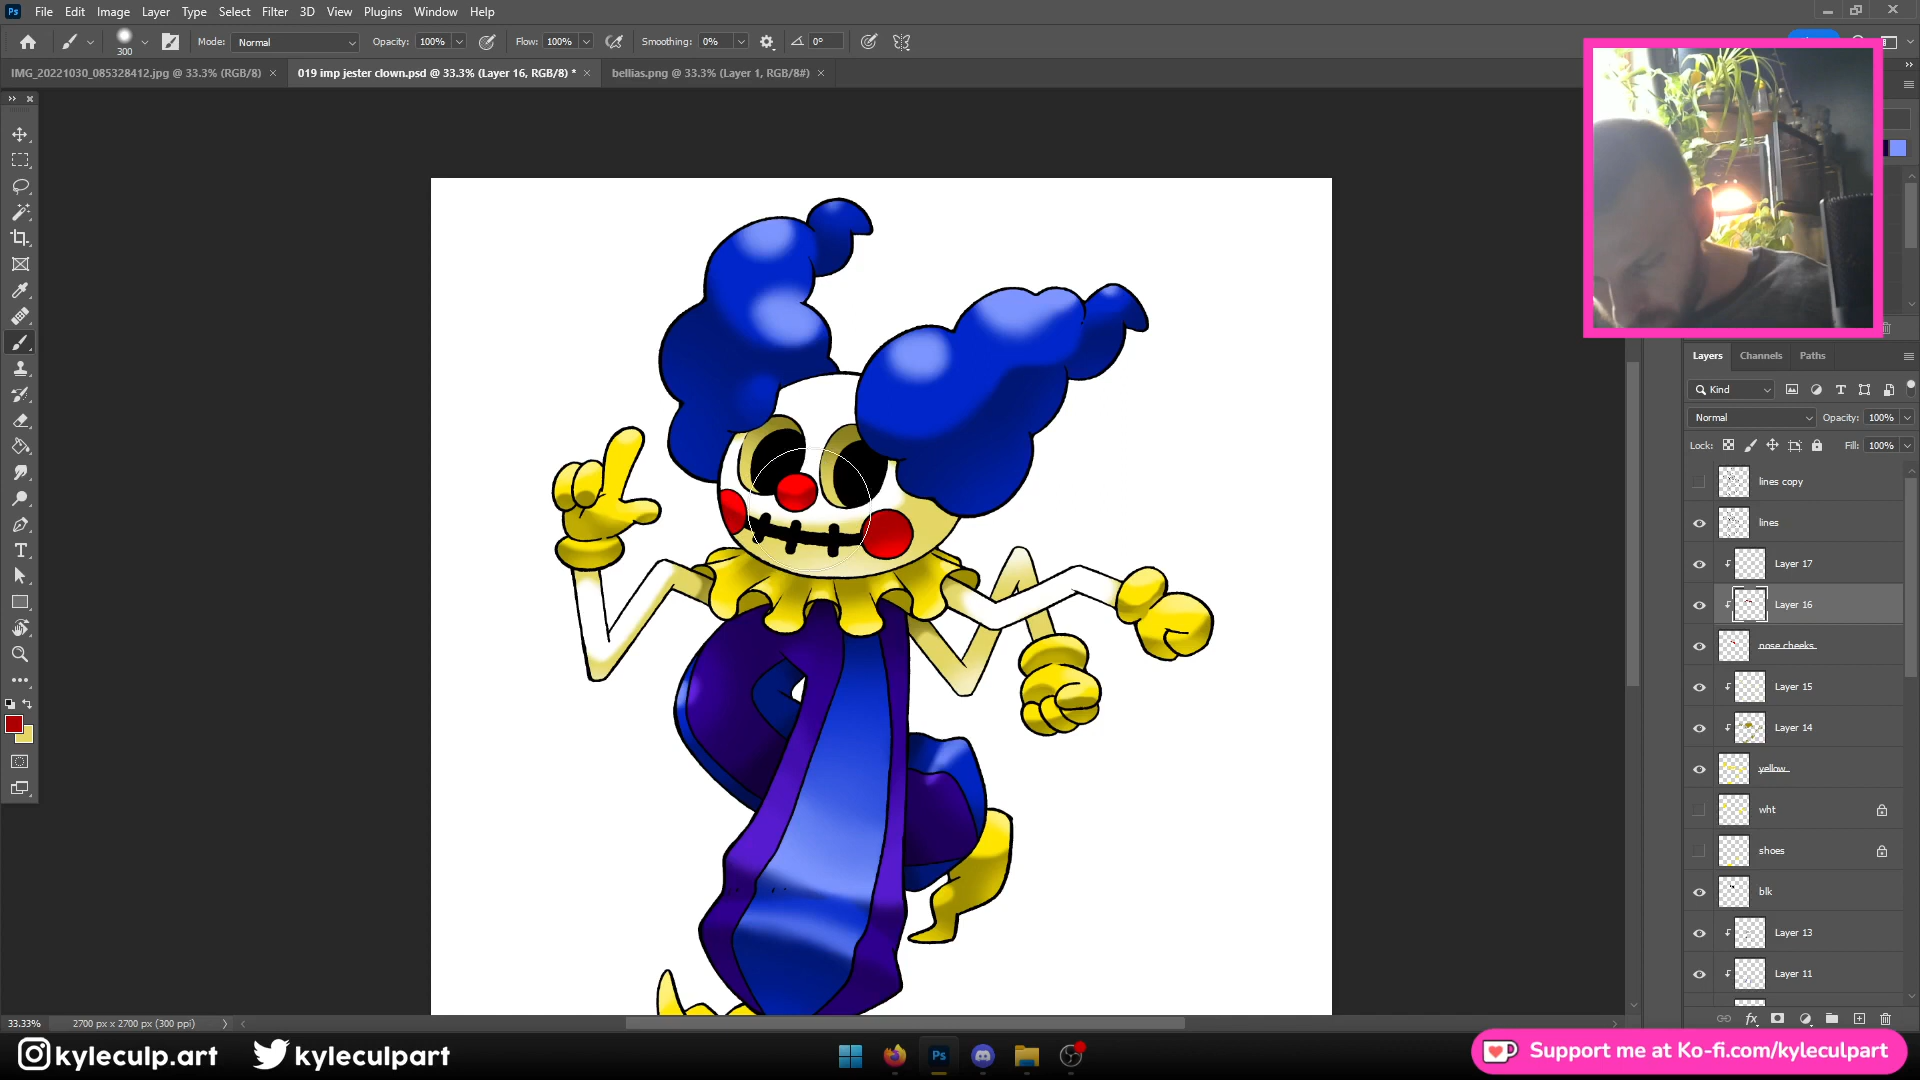 Ps File Edit Image Layer Type Select Filter 3D View Plugins Window Help
300 Mode: Normal Opacity: 100% Flow: 100% Smoothing: 0% 0°
IMG_20221030_085328412.jpg @ 33.3% (RGB/8) × 019 imp jester clown.psd @ 33.3% (Layer 16, RGB/8) * × bellias.png @ 33.3% (Layer 1, RGB/8#) ×
Layers Channels Paths
Kind
Normal Opacity: 100%
Lock: Fill: 100%
lines copy
lines
Layer 17
Layer 16
nose cheeks
Layer 15
Layer 14
yellow
wht
shoes
blk
Layer 13
Layer 11
fx
33.33% 2700 px x 2700 px (300 ppi)
kyleculp.art kyleculpart
Ps
Support me at Ko-fi.com/kyleculpart